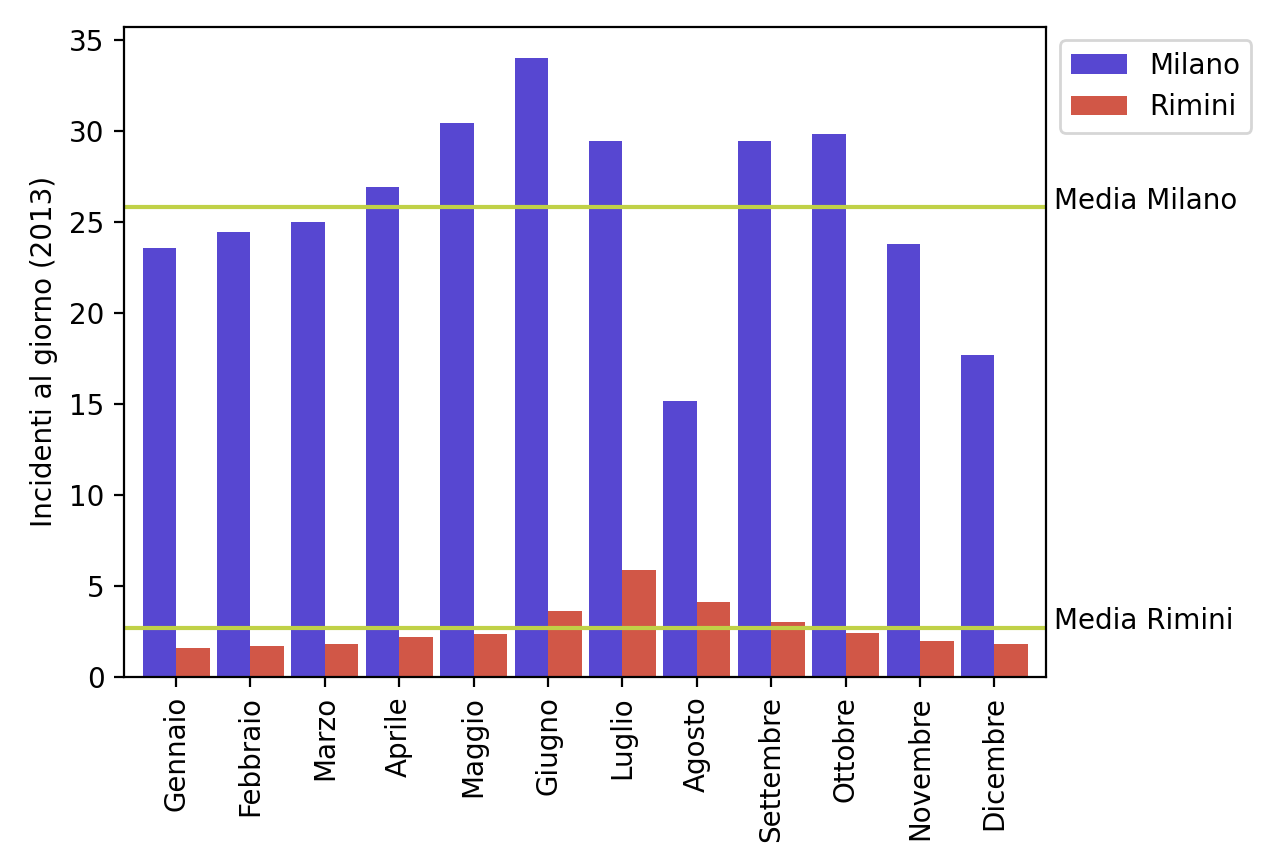 Incidenti al giorno (2013)
35
30
25
20
15
10
5
0
Gennaio
Febbraio
Marzo
Aprile
Maggio
Giugno
Luglio
Agosto
Settembre
Ottobre
Novembre
Dicembre
Milano
Rimini
Media Milano
Media Rimini